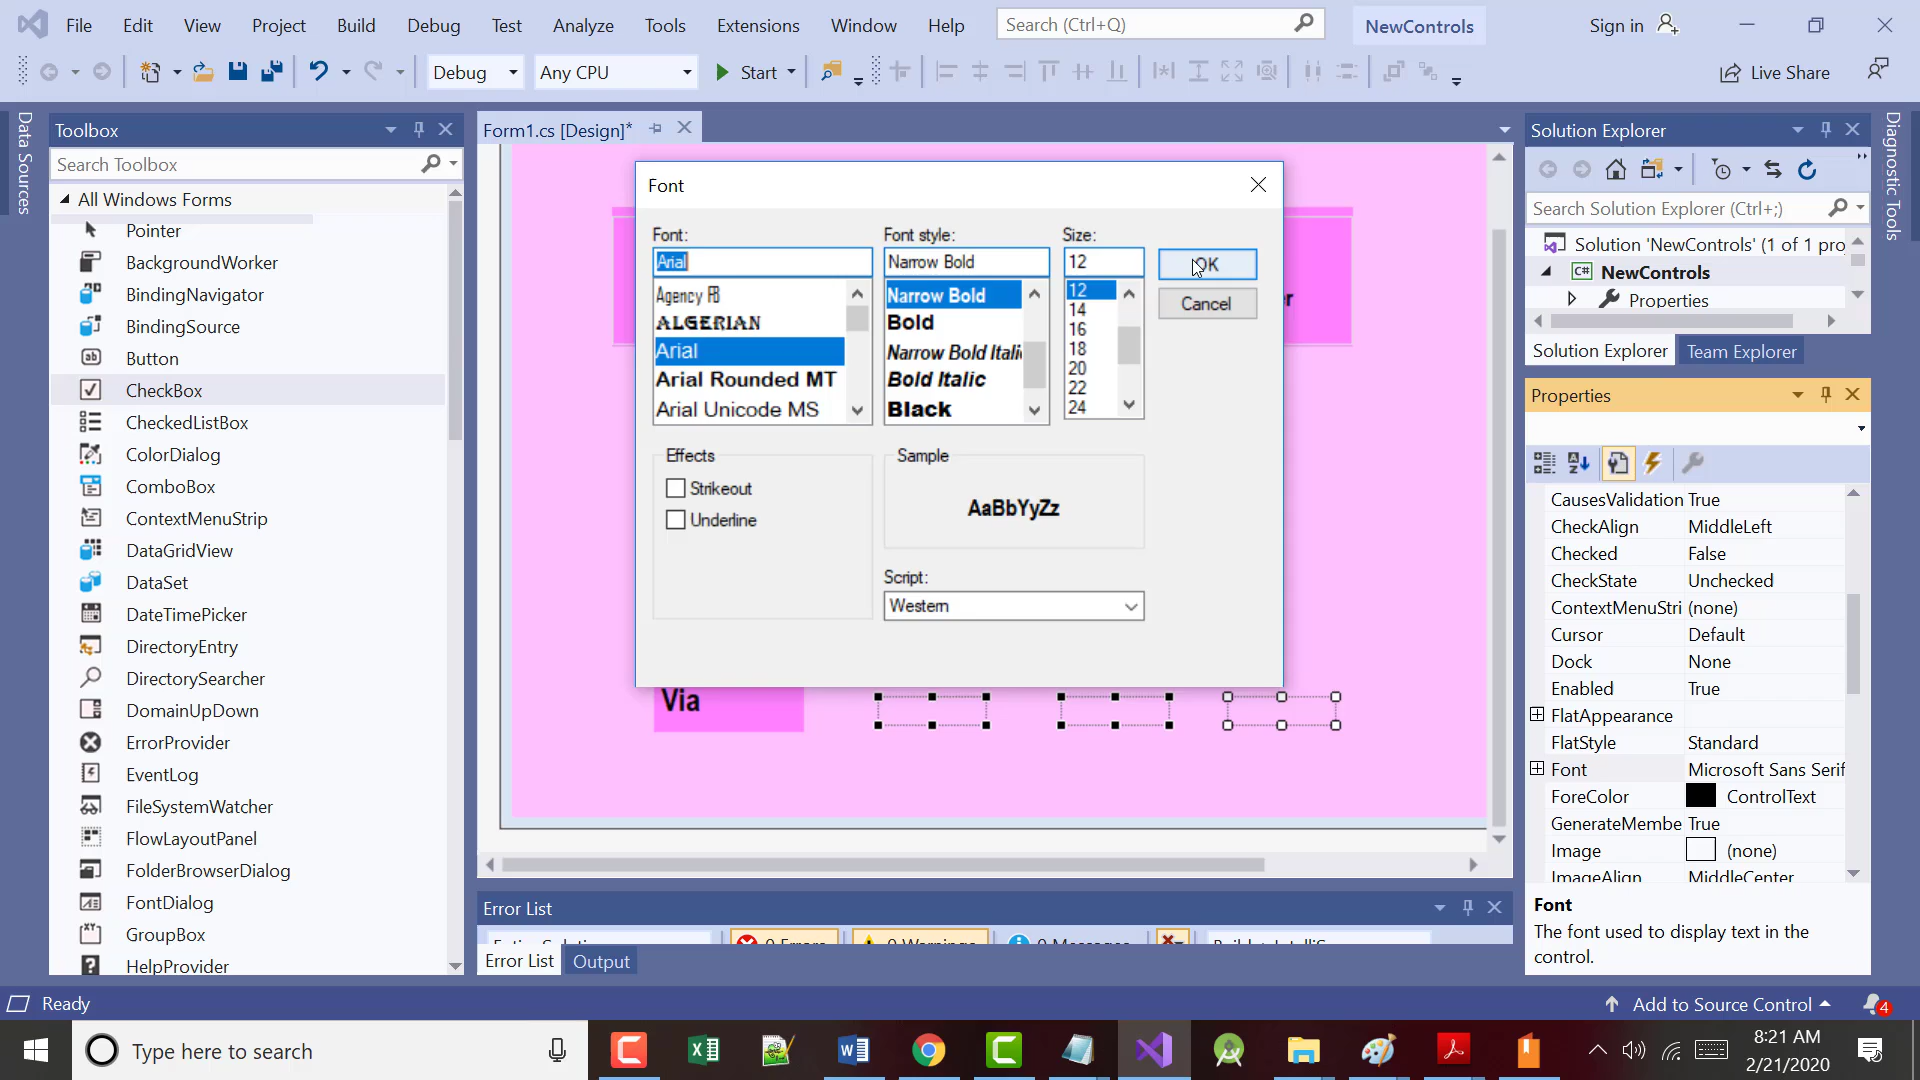 File Edit View Project Build Debug Test Analyze Tools Extensions Window Help Search (Ctrl+Q) NewControls Sign in
Debug Any CPU Start Live Share
Data Sources
Toolbox
Search Toolbox
All Windows Forms
Pointer
BackgroundWorker
BindingNavigator
BindingSource
Button
CheckBox
CheckedListBox
ColorDialog
ComboBox
ContextMenuStrip
DataGridView
DataSet
DateTimePicker
DirectoryEntry
DirectorySearcher
DomainUpDown
ErrorProvider
EventLog
FileSystemWatcher
FlowLayoutPanel
FolderBrowserDialog
FontDialog
GroupBox
HelpProvider
Form1.cs [Design]*
Font
Font:
Arial
Agency FB
ALGERIAN
Arial
Arial Rounded MT
Arial Unicode MS
Font style:
Narrow Bold
Narrow Bold
Bold
Narrow Bold Itali
Bold Italic
Black
Size:
12
12
14
16
18
20
22
24
OK
Cancel
Effects
Strikeout
Underline
Sample
AaBbYyZz
Script:
Western
Via
Error List
0 Errors 0 Warnings 0 Messages
Error List Output
Solution Explorer
Search Solution Explorer (Ctrl+;)
Solution 'NewControls' (1 of 1 pro
C# NewControls
Properties
Solution Explorer Team Explorer
Diagnostic Tools
Properties
CausesValidation True
CheckAlign MiddleLeft
Checked False
CheckState Unchecked
ContextMenuStri (none)
Cursor Default
Dock None
Enabled True
FlatAppearance
FlatStyle Standard
Font Microsoft Sans Serif
ForeColor ControlText
GenerateMembe True
Image (none)
ImageAlign MiddleCenter
Font
The font used to display text in the
control.
Ready Add to Source Control 4
Type here to search
8:21 AM
2/21/2020